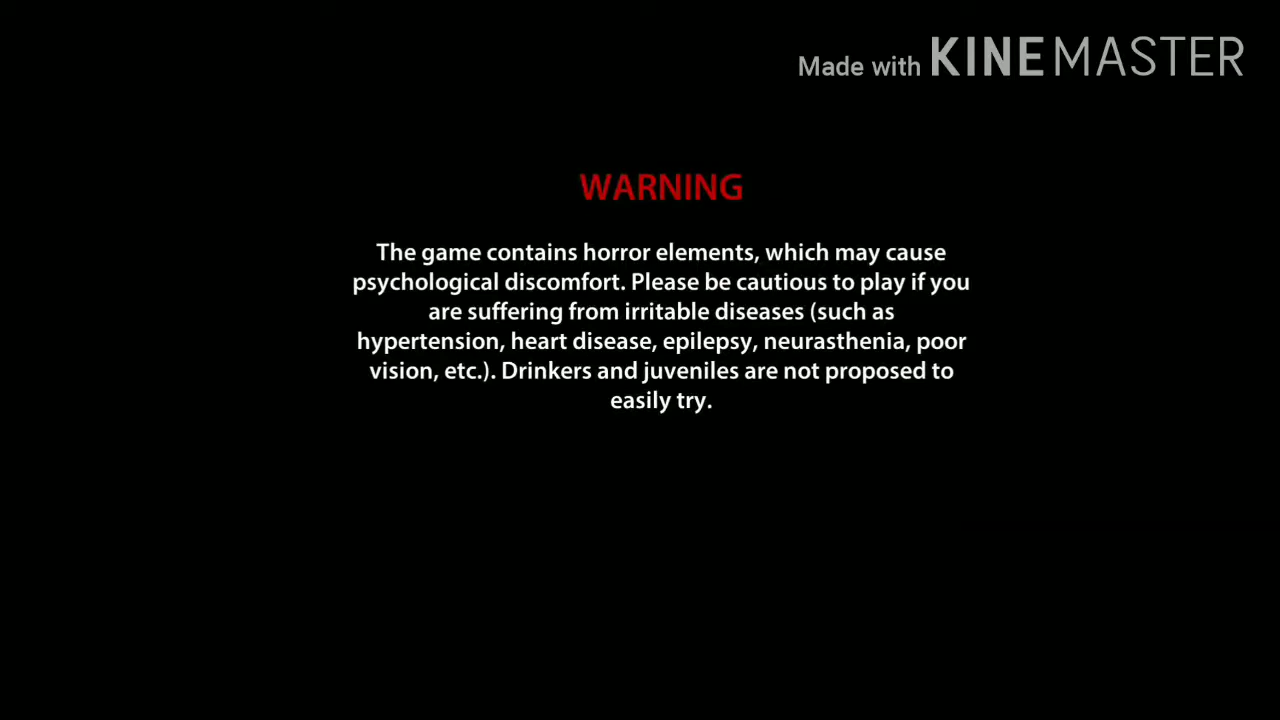 Made with KINEMASTER
WARNING
The game contains horror elements, which may cause
psychological discomfort. Please be cautious to play if you
are suffering from irritable diseases (such as
hypertension, heart disease, epilepsy, neurasthenia, poor
vision, etc.). Drinkers and juveniles are not proposed to
easily try.